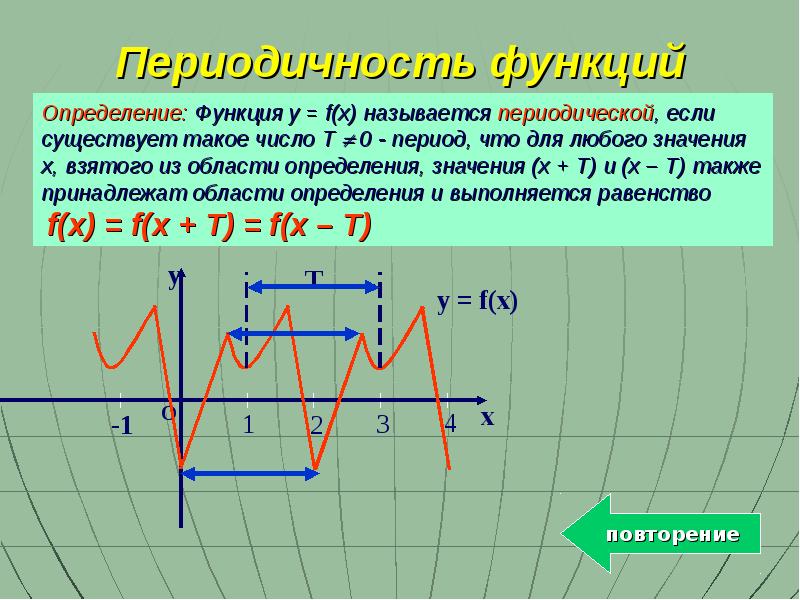 Периодичность функций
Определение: Функция y = f(x) называется периодической, если
существует такое число T ≠ 0 - период, что для любого значения
x, взятого из области определения, значения (x + T) и (x – T) также
принадлежат области определения и выполняется равенство
f(x) = f(x + T) = f(x – T)
y
T
y = f(x)
-1
O
1
2
3
4
x
повторение